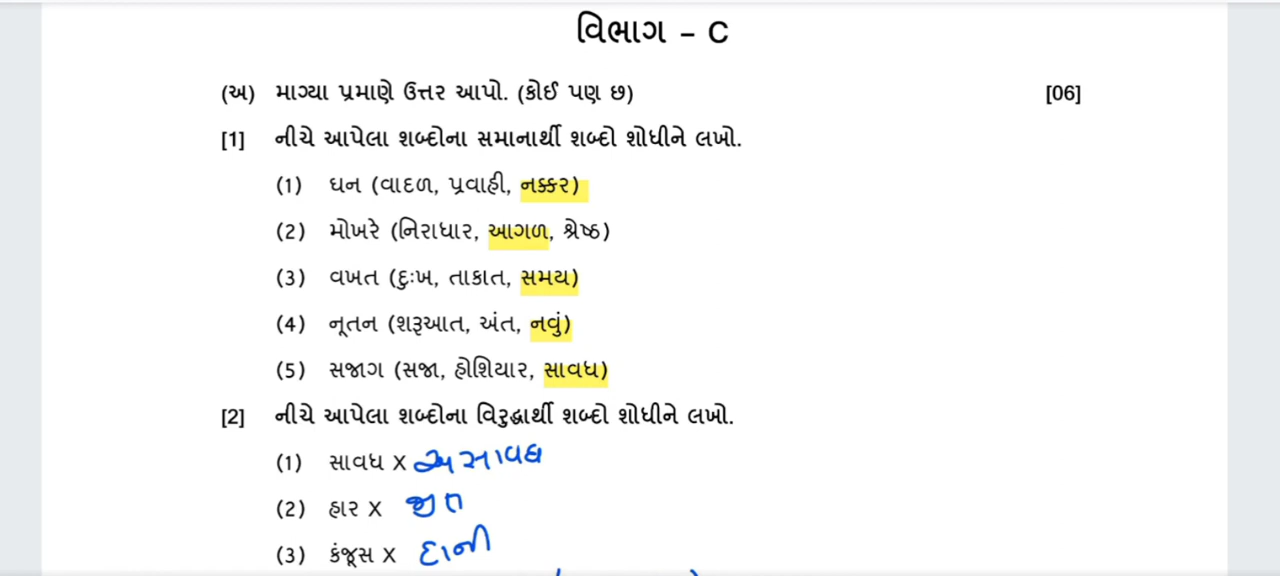 વિભાગ – C
(અ) માગ્યા પ્રમાણે ઉત્તર આપો. (કોઈ પણ છ) [06]
[1] નીચે આપેલા શબ્દોના સમાનાર્થી શબ્દો શોધીને લખો.
(1) ઘન (વાદળ, પ્રવાહી, નક્કર)
(2) મોખરે (નિરાધાર, આગળ, શ્રેષ્ઠ)
(3) વખત (દુઃખ, તાકાત, સમય)
(4) નૂતન (શરૂઆત, અંત, નવું)
(5) સજાગ (સજા, હોશિયાર, સાવધ)
[2] નીચે આપેલા શબ્દોના વિરુદ્ધાર્થી શબ્દો શોધીને લખો.
(1) સાવધ X અસાવધ
(2) હાર X જીત
(3) કંજૂસ X દાની